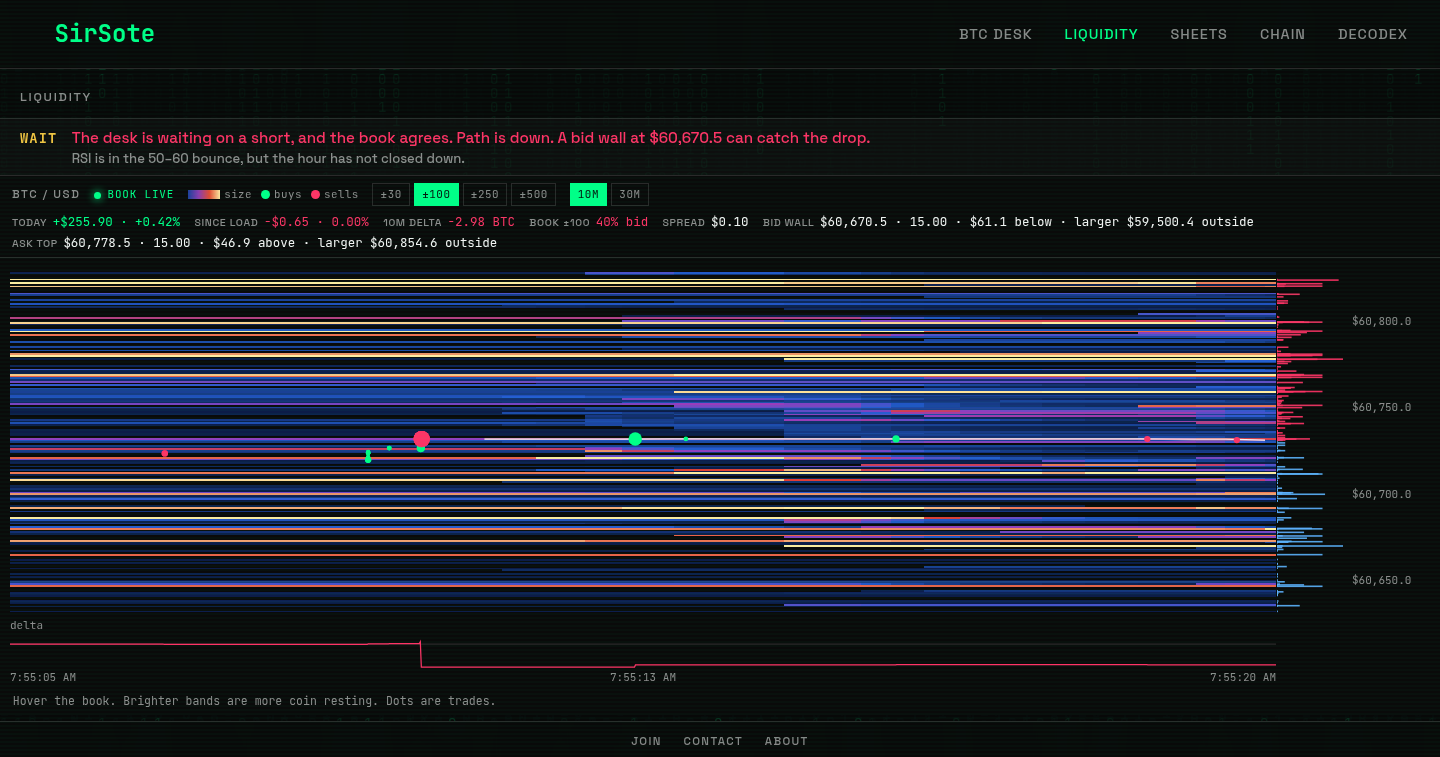 SirSote
BTC DESK LIQUIDITY SHEETS CHAIN DECODEX
LIQUIDITY
WAIT The desk is waiting on a short, and the book agrees. Path is down. A bid wall at $60,670.5 can catch the drop.
RSI is in the 50–60 bounce, but the hour has not closed down.
BTC / USD BOOK LIVE size buys sells ±30 ±100 ±250 ±500 10M 30M
TODAY +$255.90 · +0.42% SINCE LOAD -$0.65 · 0.00% 10M DELTA -2.98 BTC BOOK ±100 40% bid SPREAD $0.10 BID WALL $60,670.5 · 15.00 · $61.1 below · larger $59,500.4 outside
ASK TOP $60,778.5 · 15.00 · $46.9 above · larger $60,854.6 outside
$60,800.0
$60,750.0
$60,700.0
$60,650.0
delta
7:55:05 AM 7:55:13 AM 7:55:20 AM
Hover the book. Brighter bands are more coin resting. Dots are trades.
JOIN CONTACT ABOUT